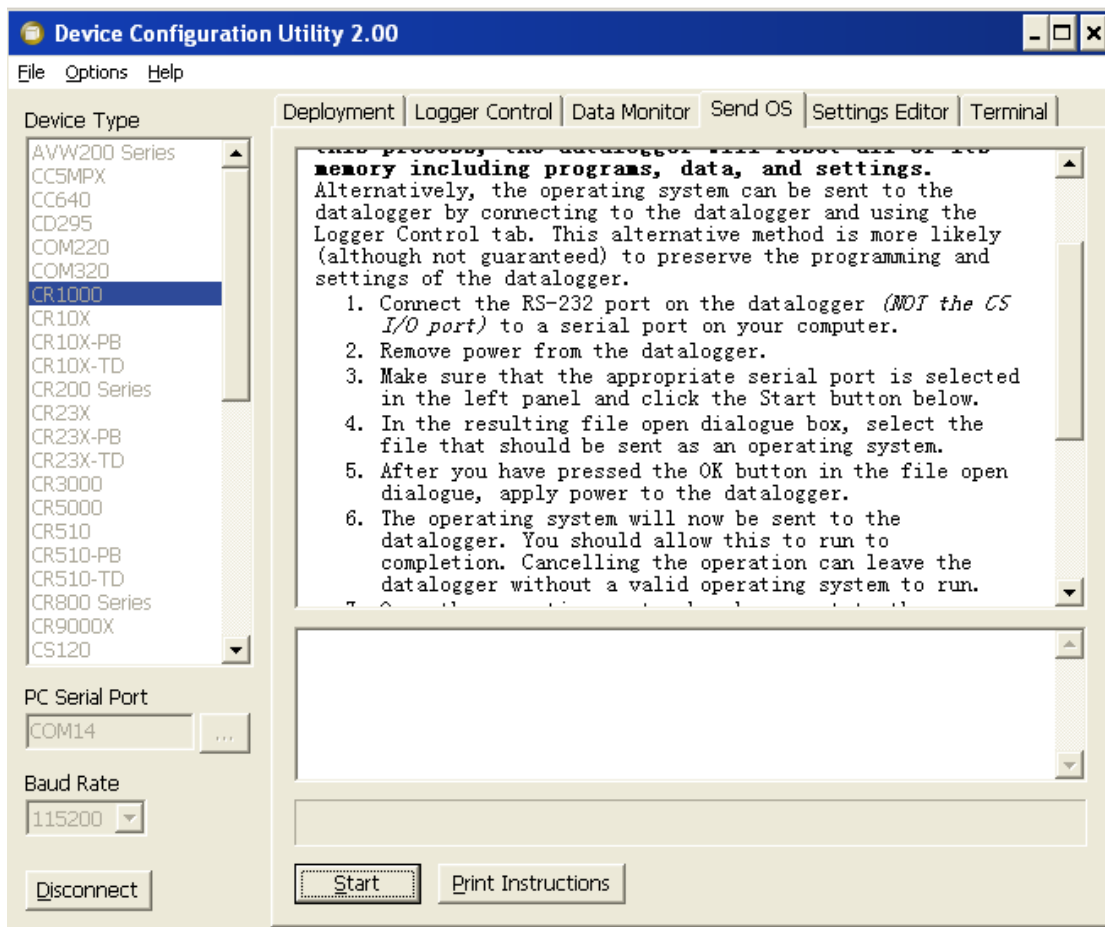 Device Configuration Utility 2.00
File Options Help
Device Type
AVW200 Series
CC5MPX
CC640
CD295
COM220
COM320
CR1000
CR10X
CR10X-PB
CR10X-TD
CR200 Series
CR23X
CR23X-PB
CR23X-TD
CR3000
CR5000
CR510
CR510-PB
CR510-TD
CR800 Series
CR9000X
CS120
PC Serial Port
COM14
...
Baud Rate
115200
Disconnect
Deployment Logger Control Data Monitor Send OS Settings Editor Terminal
this process, the datalogger will reset all of its
memory including programs, data, and settings.
Alternatively, the operating system can be sent to the
datalogger by connecting to the datalogger and using the
Logger Control tab. This alternative method is more likely
(although not guaranteed) to preserve the programming and
settings of the datalogger.
1. Connect the RS-232 port on the datalogger (NOT the CS
I/O port) to a serial port on your computer.
2. Remove power from the datalogger.
3. Make sure that the appropriate serial port is selected
in the left panel and click the Start button below.
4. In the resulting file open dialogue box, select the
file that should be sent as an operating system.
5. After you have pressed the OK button in the file open
dialogue, apply power to the datalogger.
6. The operating system will now be sent to the
datalogger. You should allow this to run to
completion. Cancelling the operation can leave the
datalogger without a valid operating system to run.
Start Print Instructions